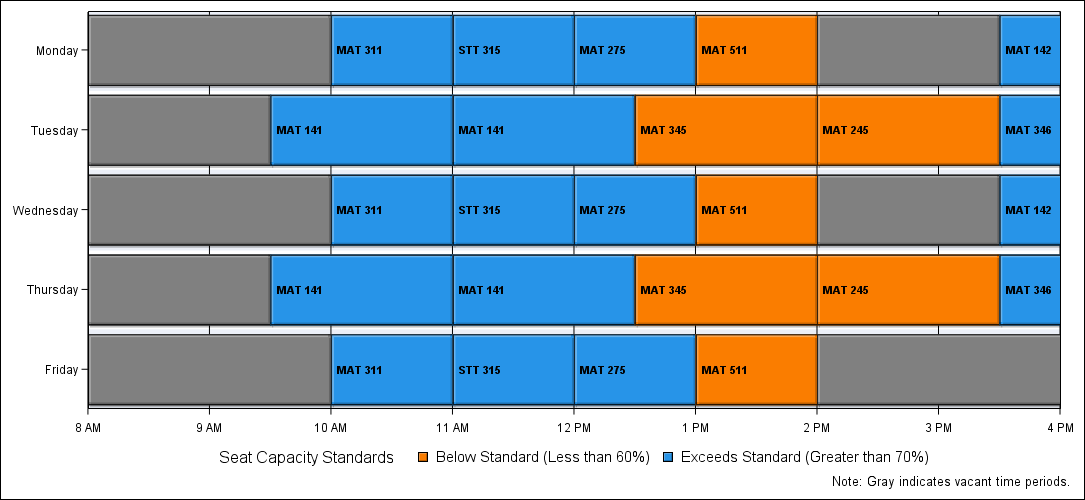 Monday MAT 311 STT 315 MAT 275 MAT 511 MAT 142
Tuesday MAT 141 MAT 141 MAT 345 MAT 245 MAT 346
Wednesday MAT 311 STT 315 MAT 275 MAT 511 MAT 142
Thursday MAT 141 MAT 141 MAT 345 MAT 245 MAT 346
Friday MAT 311 STT 315 MAT 275 MAT 511
8 AM 9 AM 10 AM 11 AM 12 PM 1 PM 2 PM 3 PM 4 PM
Seat Capacity Standards Below Standard (Less than 60%) Exceeds Standard (Greater than 70%)
Note: Gray indicates vacant time periods.